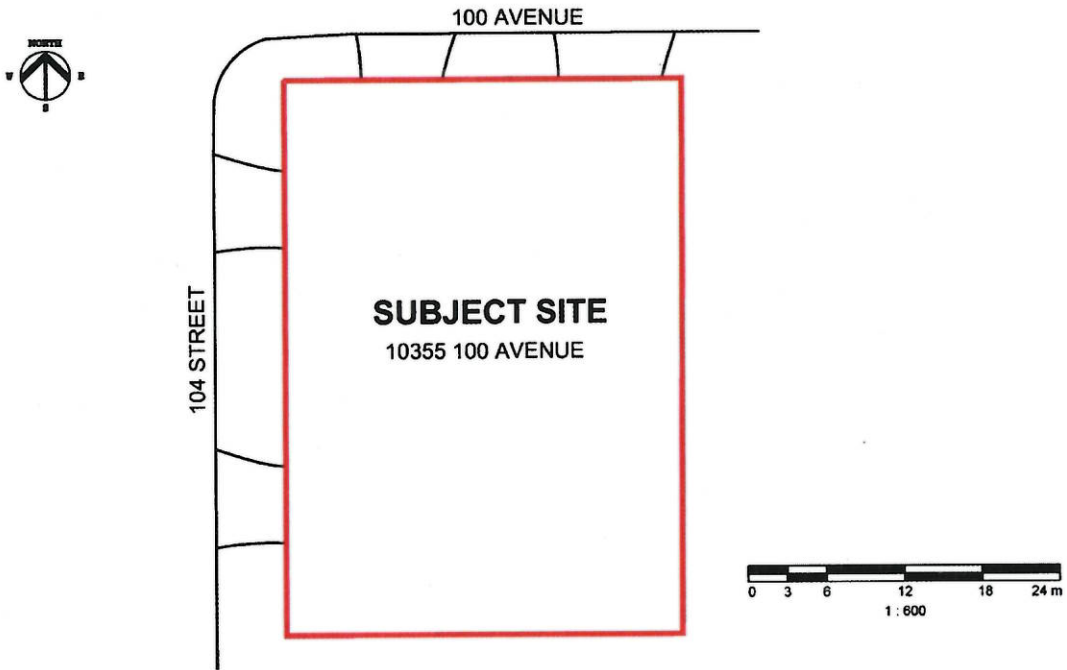 100 AVENUE
NORTH
W E
S
104 STREET
SUBJECT SITE
10355 100 AVENUE
0 3 6 12 18 24 m
1 : 600